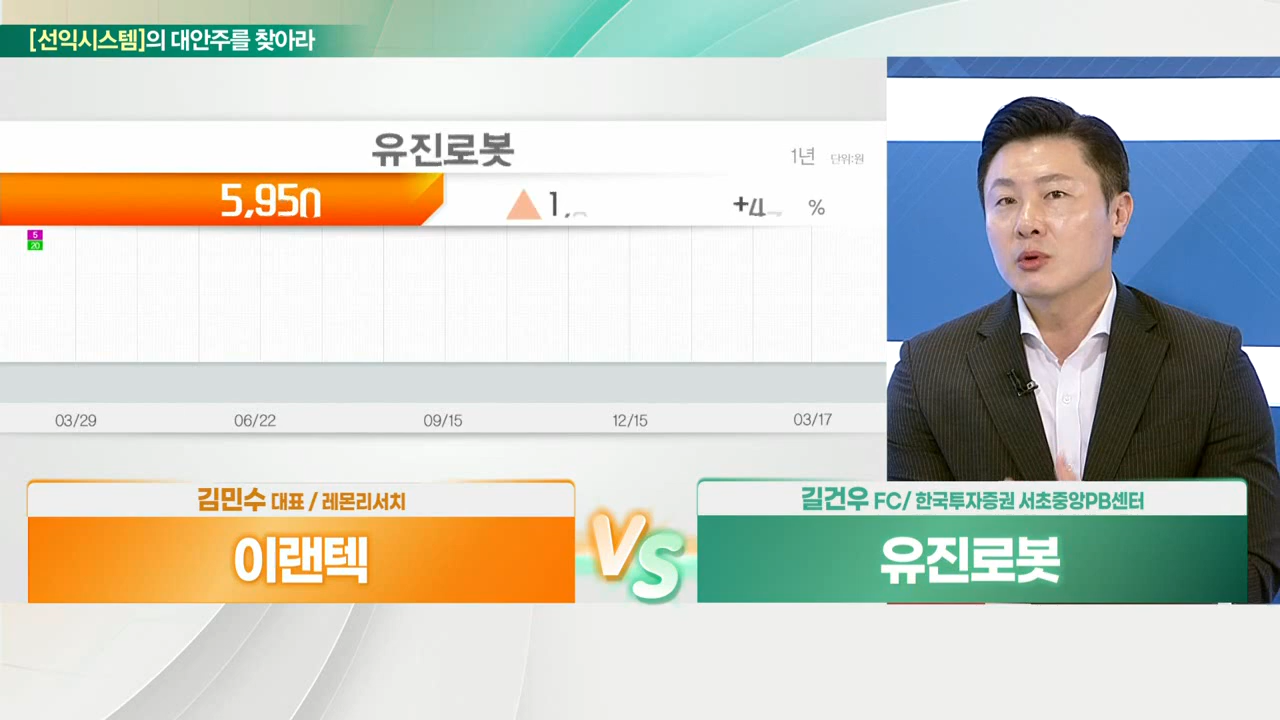 [선익시스템]의 대안주를 찾아라
유진로봇
1년 단위:원
%
5
20
03/29 06/22 09/15 12/15 03/17
김민수 대표 / 레몬리서치
이랜텍
VS
길건우 FC/ 한국투자증권 서초중앙PB센터
유진로봇